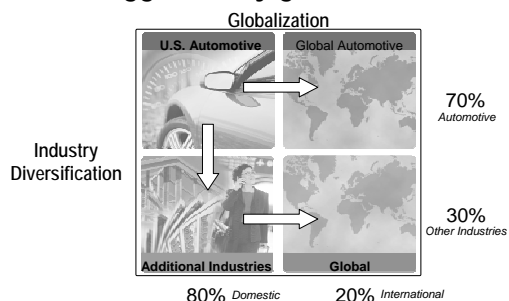 Globalization
U.S. Automotive
Global Automotive
70%
Automotive
Industry
Diversification
30%
Other Industries
Additional Industries
Global
80% Domestic
20% International